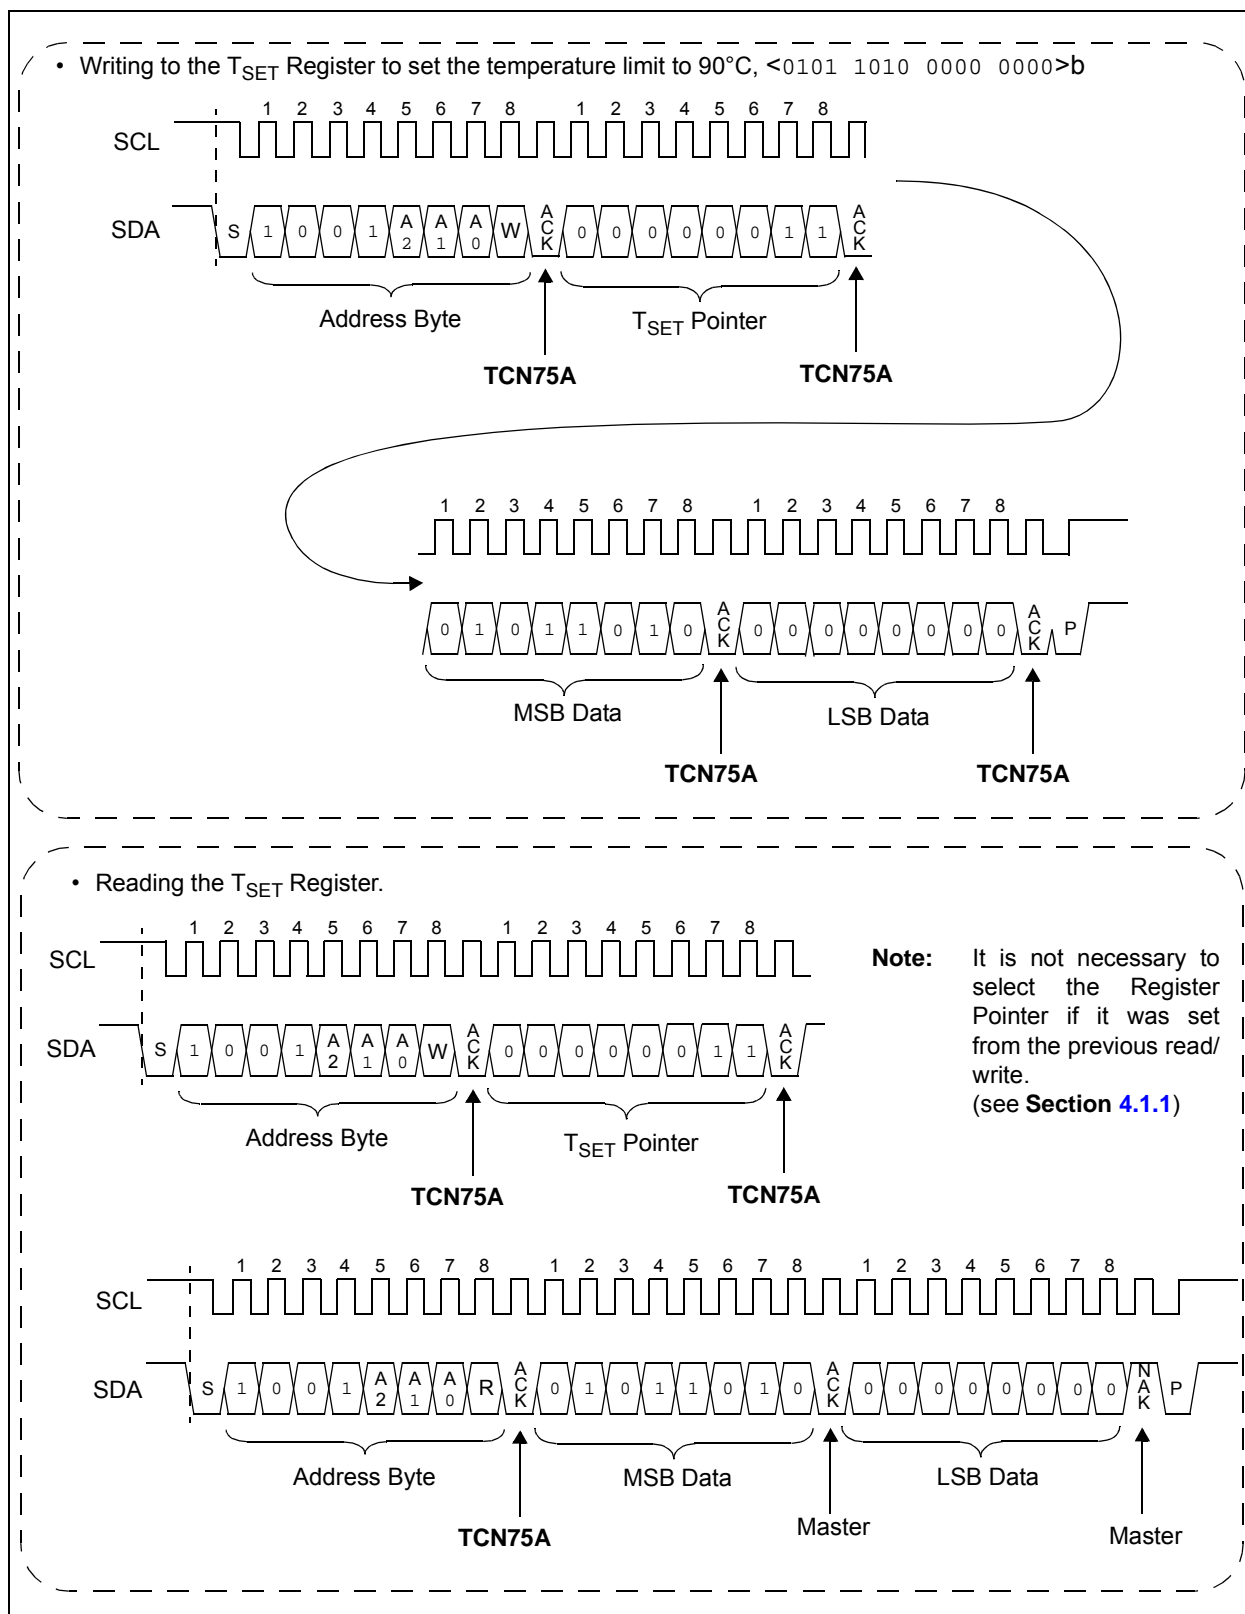 • Writing to the TSET Register to set the temperature limit to 90°C, <0101 1010 0000 0000>b
1 2 3 4 5 6 7 8 1 2 3 4 5 6 7 8
SCL
SDA S 1 0 0 1 A2 A1 A0 W ACK 0 0 0 0 0 0 1 1 ACK
Address Byte TSET Pointer
TCN75A TCN75A
1 2 3 4 5 6 7 8 1 2 3 4 5 6 7 8
0 1 0 1 1 0 1 0 ACK 0 0 0 0 0 0 0 0 ACK P
MSB Data LSB Data
TCN75A TCN75A
• Reading the TSET Register.
1 2 3 4 5 6 7 8 1 2 3 4 5 6 7 8
SCL
SDA S 1 0 0 1 A2 A1 A0 W ACK 0 0 0 0 0 0 1 1 ACK
Address Byte TSET Pointer
TCN75A TCN75A
Note: It is not necessary to
select the Register
Pointer if it was set
from the previous read/
write.
(see Section 4.1.1)
1 2 3 4 5 6 7 8 1 2 3 4 5 6 7 8 1 2 3 4 5 6 7 8
SCL
SDA S 1 0 0 1 A2 A1 A0 R ACK 0 1 0 1 1 0 1 0 ACK 0 0 0 0 0 0 0 0 NAK P
Address Byte MSB Data LSB Data
TCN75A Master Master